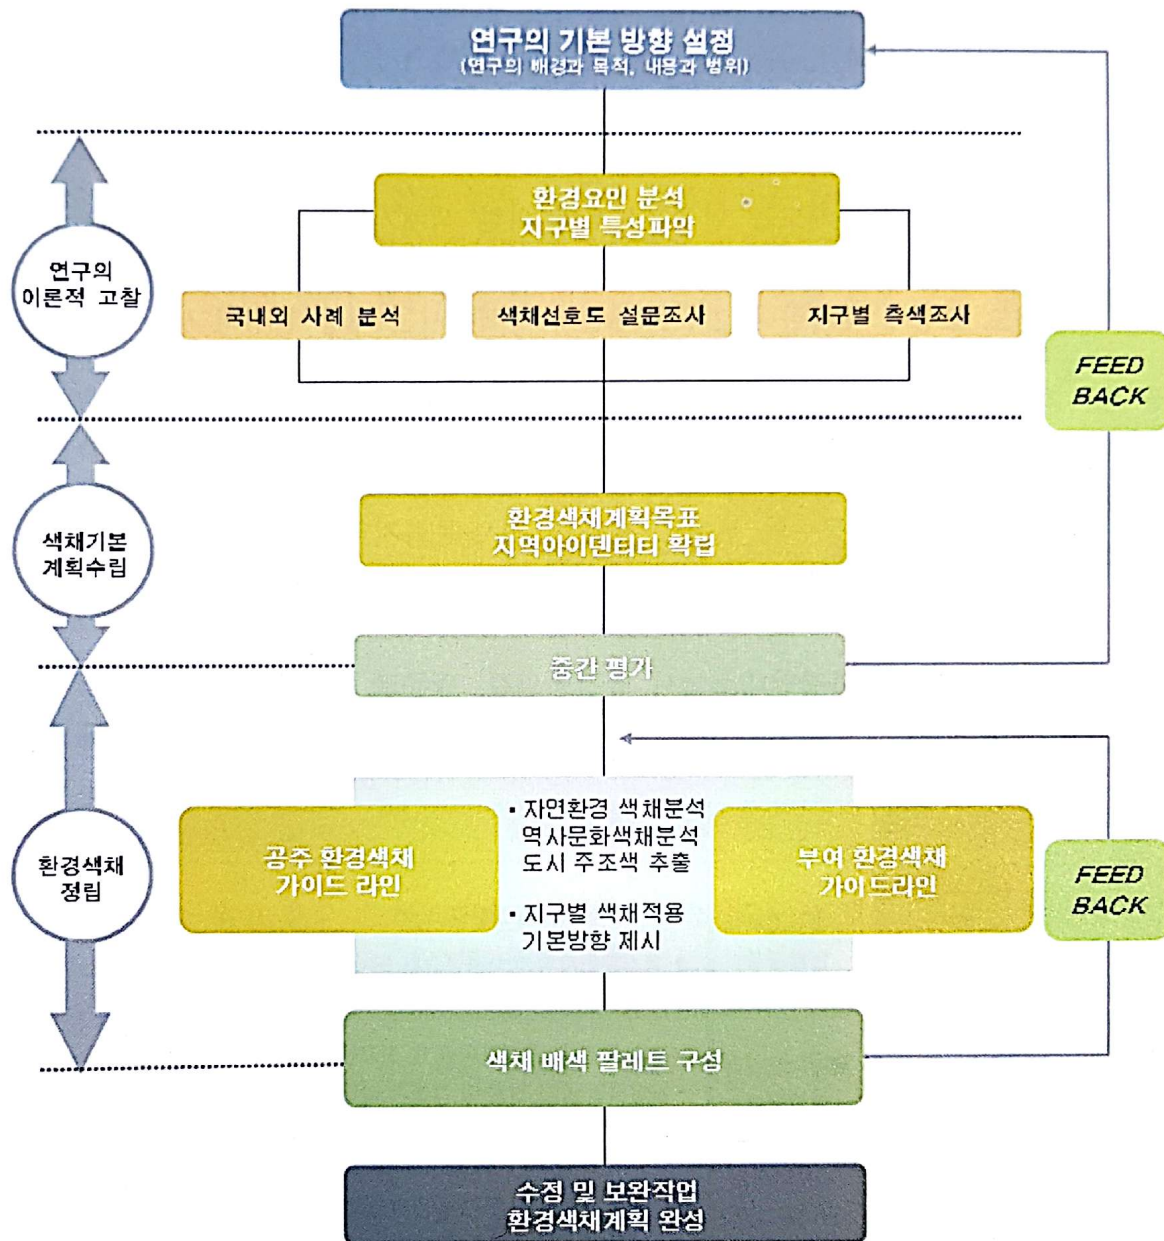 연구의 기본 방향 설정
(연구의 배경과 목적, 내용과 범위)
환경요인 분석
지구별 특성파악
연구의
이론적 고찰
국내외 사례 분석
색채선호도 설문조사
지구별 측색조사
FEED
BACK
환경색채계획목표
지역아이덴티티 확립
색채기본
계획수립
중간 평가
▪ 자연환경 색채분석
역사문화색채분석
도시 주조색 추출
▪ 지구별 색채적용
기본방향 제시
공주 환경색채
가이드 라인
부여 환경색채
가이드라인
환경색채
정립
FEED
BACK
색채 배색 팔레트 구성
수정 및 보완작업
환경색채계획 완성